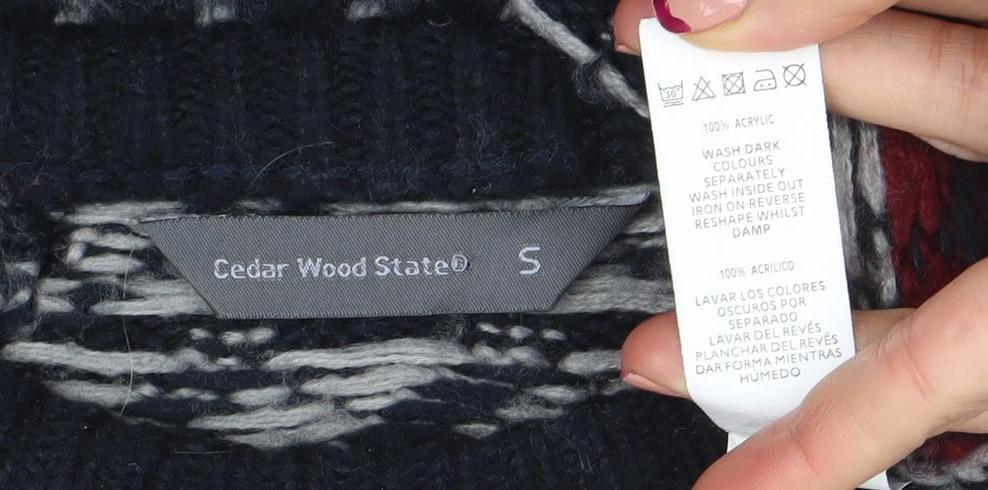 Cedar Wood State® S
30°
100% ACRYLIC
WASH DARK
COLOURS
SEPARATELY
WASH INSIDE OUT
IRON ON REVERSE
RESHAPE WHILST
DAMP
100% ACRILICO
LAVAR LOS COLORES
OSCUROS POR
SEPARADO
LAVAR DEL REVÉS
PLANCHAR DEL REVÉS
DAR FORMA MIENTRAS
HÚMEDO